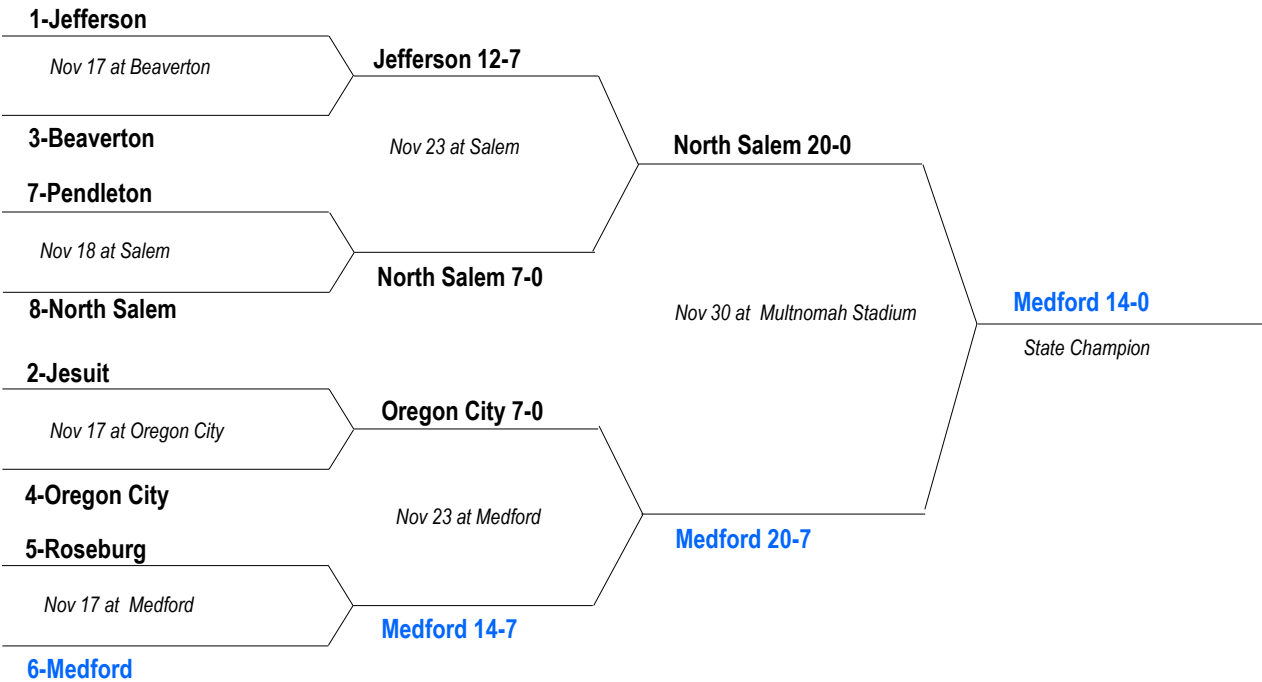 1-Jefferson
Nov 17 at Beaverton
Jefferson 12-7
3-Beaverton
Nov 23 at Salem
North Salem 20-0
7-Pendleton
Nov 18 at Salem
North Salem 7-0
8-North Salem
Nov 30 at Multnomah Stadium
Medford 14-0
State Champion
2-Jesuit
Oregon City 7-0
Nov 17 at Oregon City
4-Oregon City
Nov 23 at Medford
Medford 20-7
5-Roseburg
Nov 17 at Medford
Medford 14-7
6-Medford